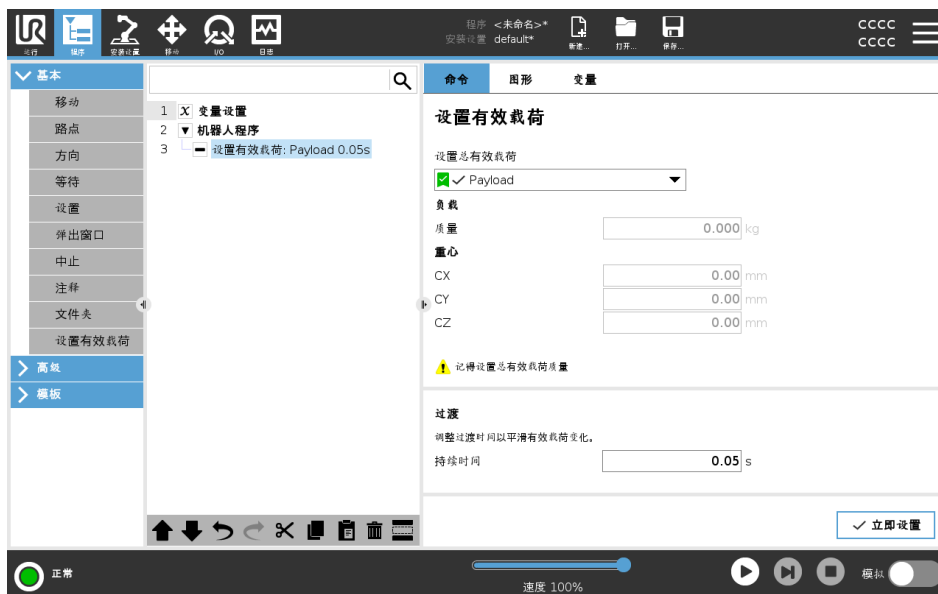 UR
运行
程序
安装设置
移动
I/O
日志
程序 <未命名>*
安装设置 default*
新建...
打开...
保存...
CCCC
CCCC
基本
移动
路点
方向
等待
设置
弹出窗口
中止
注释
文件夹
设置有效载荷
高级
模板
1 X 变量设置
2 机器人程序
3 设置有效载荷: Payload 0.05s
命令 图形 变量
设置有效载荷
设置总有效载荷
Payload
负载
质量 0.000 kg
重心
CX 0.00 mm
CY 0.00 mm
CZ 0.00 mm
记得设置总有效载荷质量
过渡
调整过渡时间以平滑有效载荷变化。
持续时间 0.05 s
立即设置
正常
速度 100%
模拟